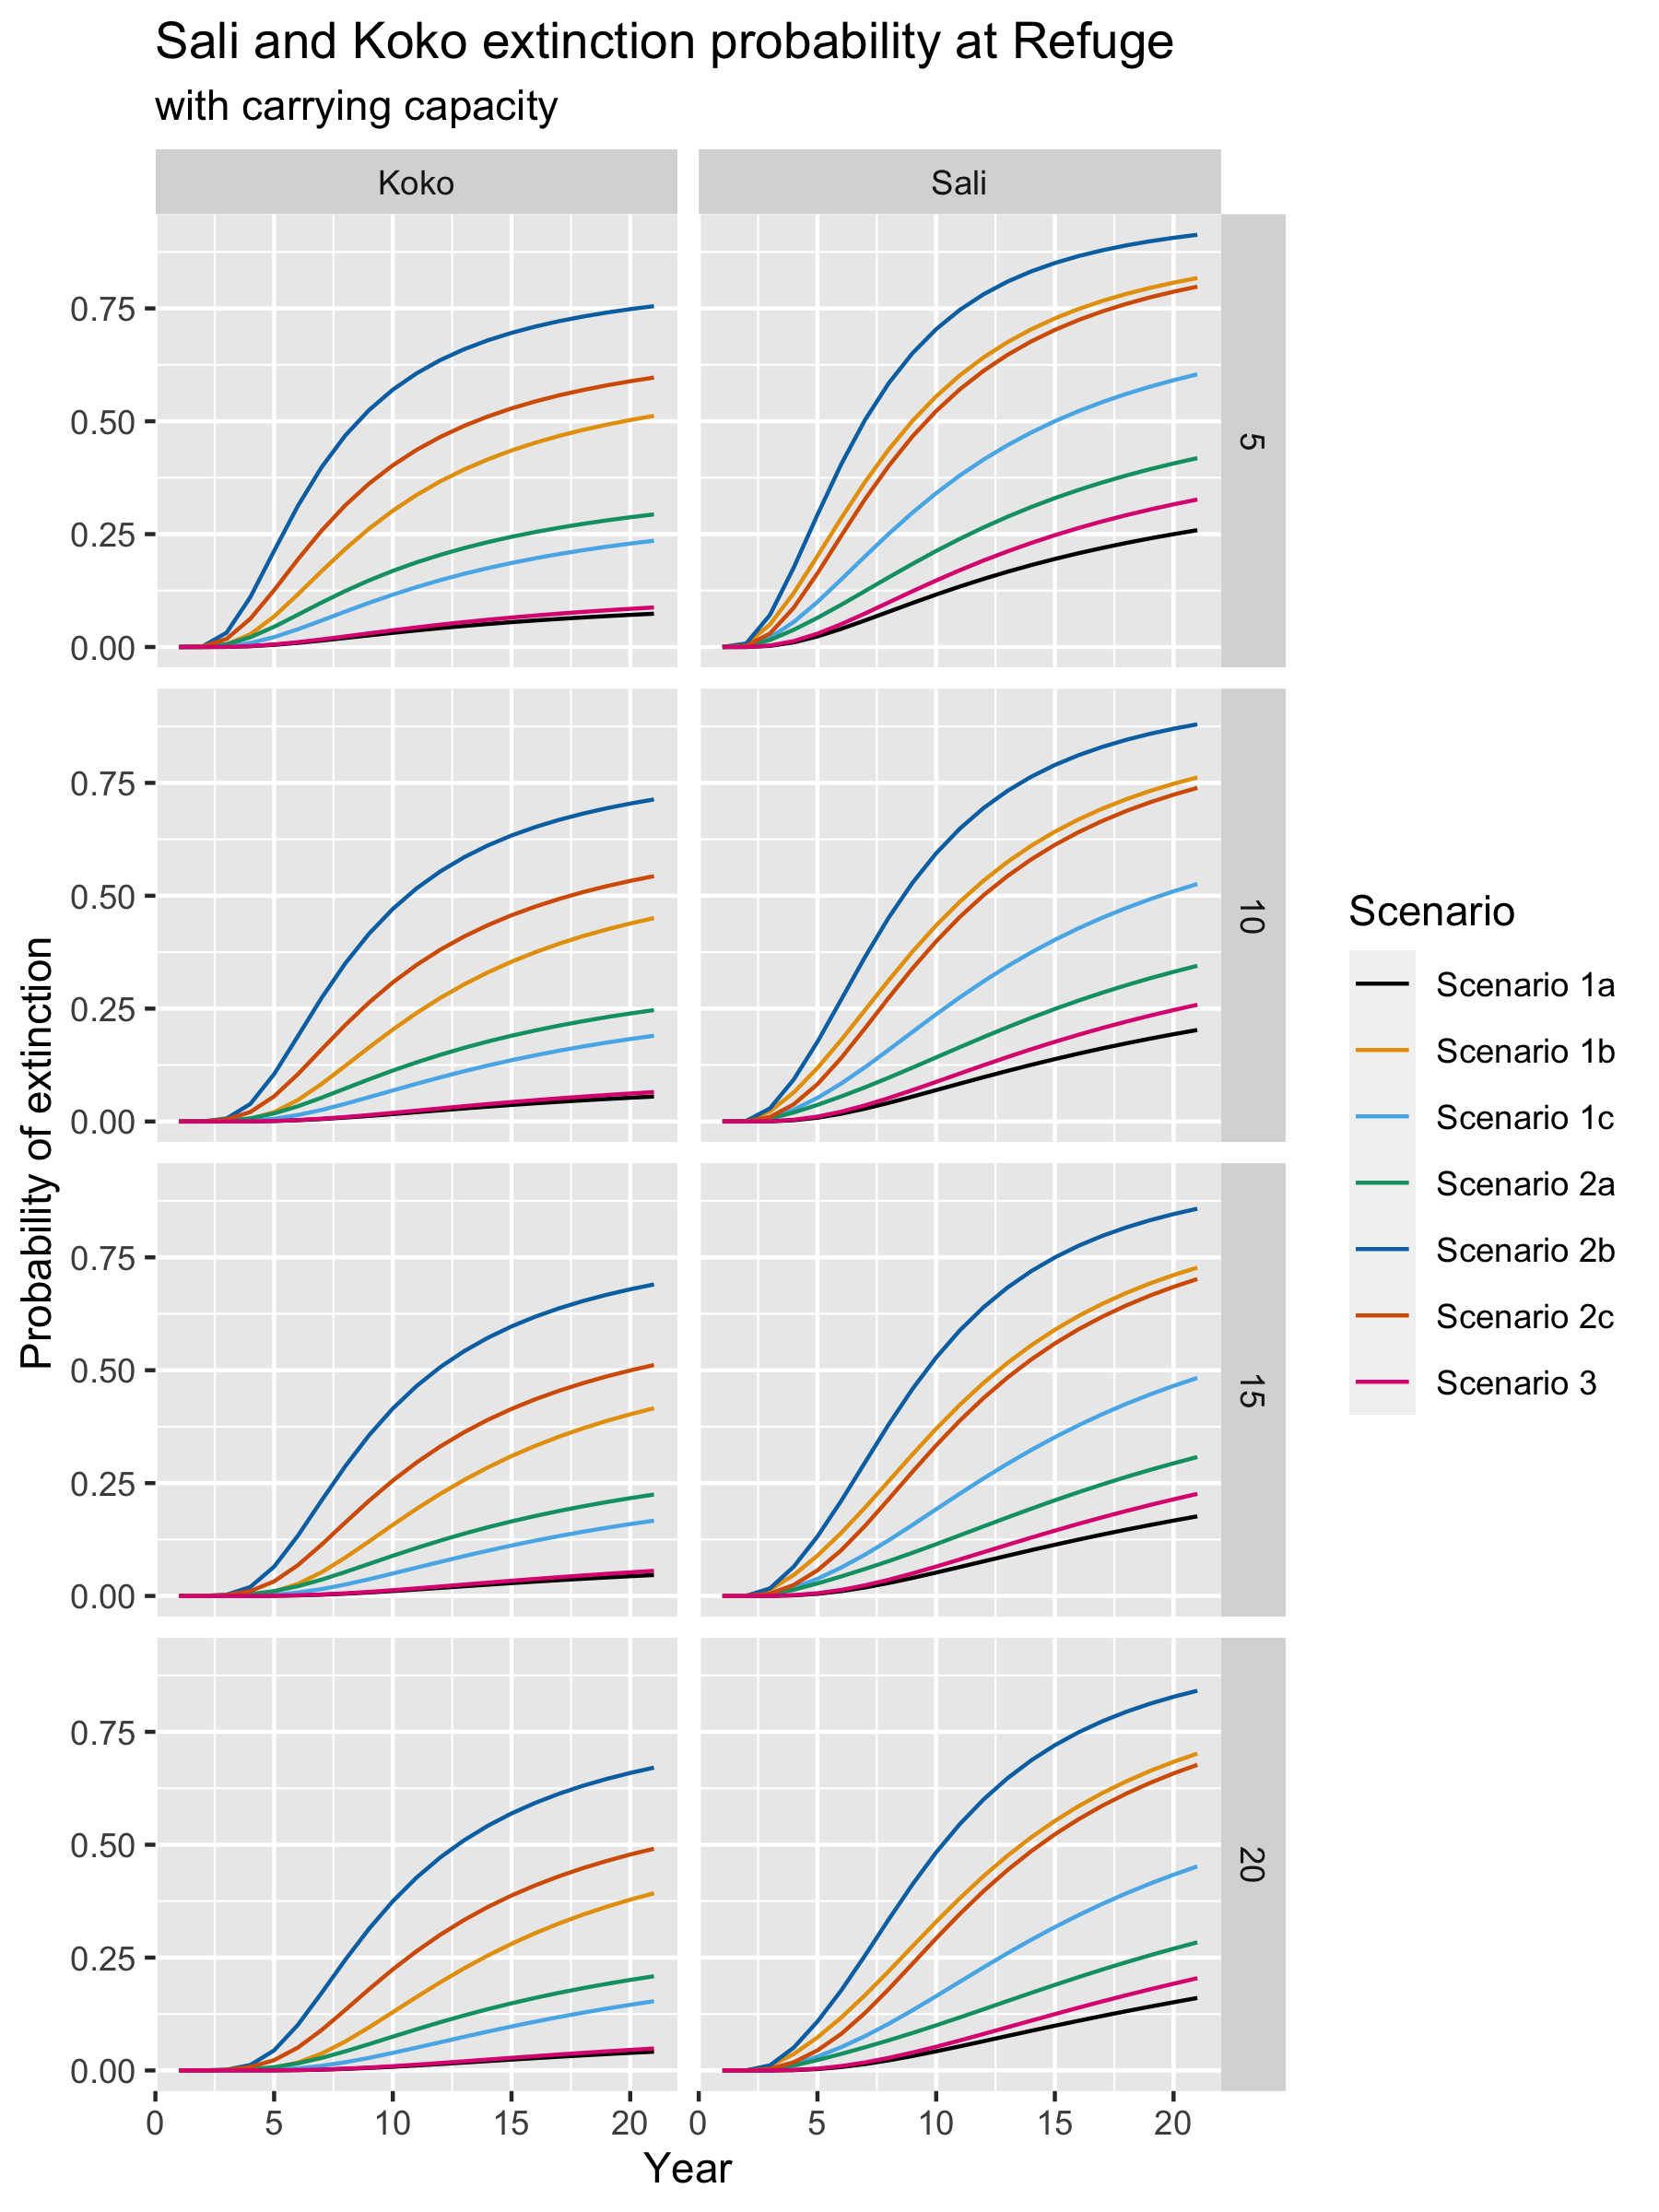 Sali and Koko extinction probability at Refuge
with carrying capacity
Koko
Sali
0.75
0.50
0.25
0.00
5
0.75
0.50
0.25
0.00
10
0.75
0.50
0.25
0.00
15
0.75
0.50
0.25
0.00
20
0 5 10 15 20
0 5 10 15 20
Year
Probability of extinction
Scenario
Scenario 1a
Scenario 1b
Scenario 1c
Scenario 2a
Scenario 2b
Scenario 2c
Scenario 3